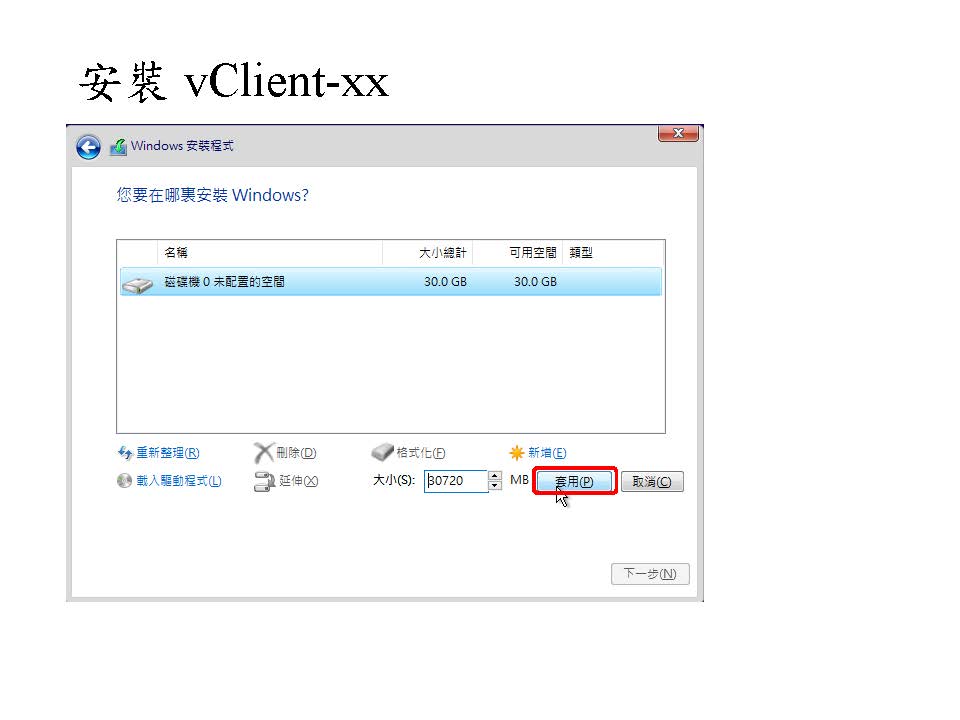 安裝 vClient-xx
Windows 安裝程式
您要在哪裏安裝 Windows?
名稱 大小總計 可用空間 類型
磁碟機 0 未配置的空間 30.0 GB 30.0 GB
重新整理(R) 刪除(D) 格式化(F) 新增(E)
載入驅動程式(L) 延伸(X) 大小(S): 30720 MB 套用(P) 取消(C)
下一步(N)